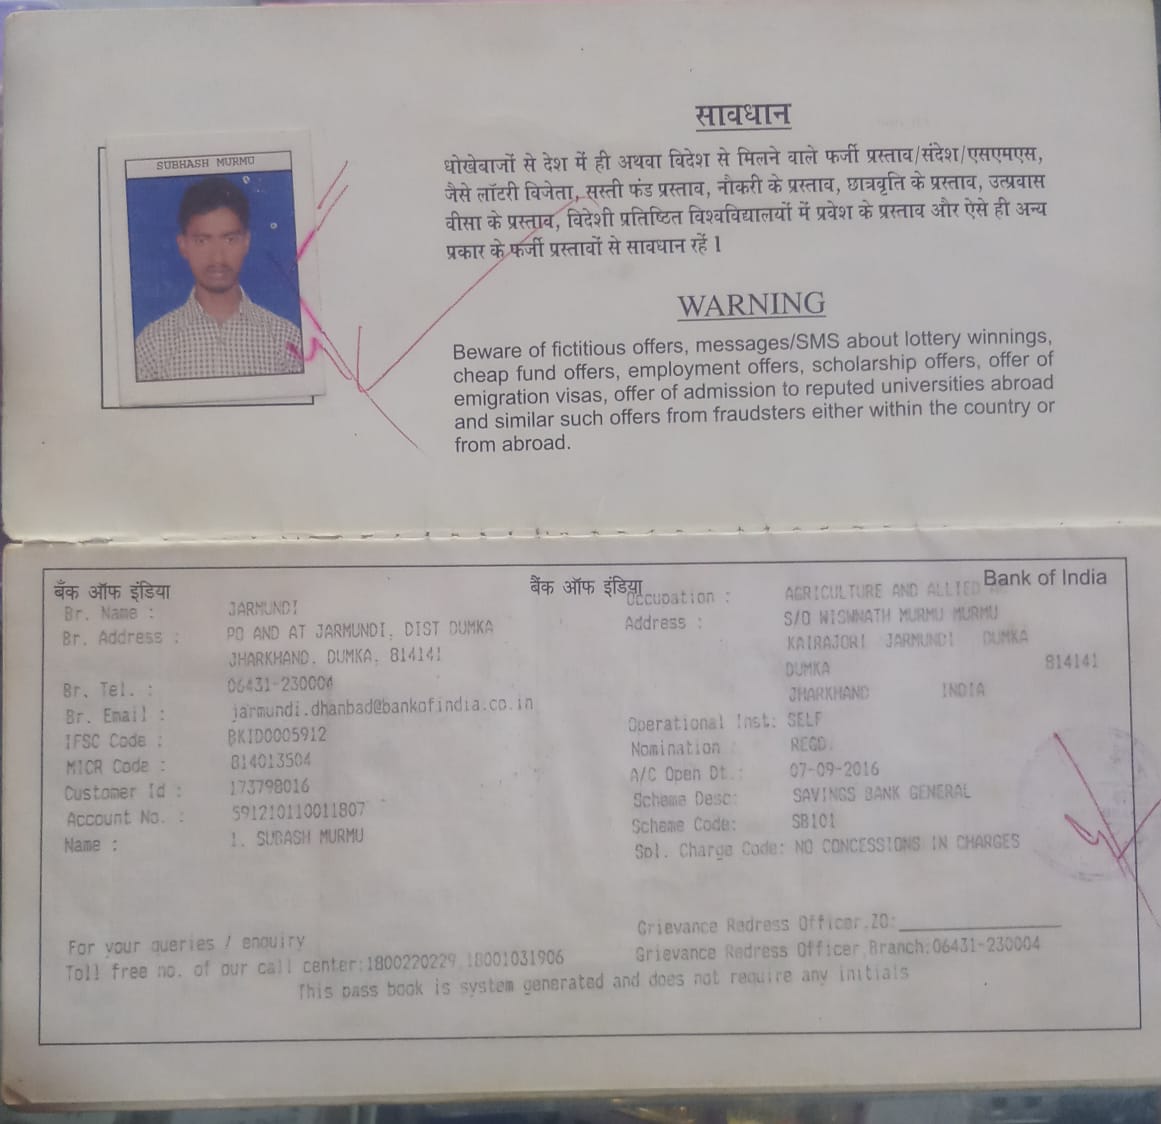 SUBHASH MURMU
सावधान
धोखेबाजों से देश में ही अथवा विदेश से मिलने वाले फर्जी प्रस्ताव/संदेश/एसएमएस,
जैसे लॉटरी विजेता, सस्ती फंड प्रस्ताव, नौकरी के प्रस्ताव, छात्रवृति के प्रस्ताव, उत्प्रवास
वीसा के प्रस्ताव, विदेशी प्रतिष्टित विश्वविद्यालयों में प्रवेश के प्रस्ताव और ऐसे ही अन्य
प्रकार के फर्जी प्रस्तावों से सावधान रहें l
WARNING
Beware of fictitious offers, messages/SMS about lottery winnings,
cheap fund offers, employment offers, scholarship offers, offer of
emigration visas, offer of admission to reputed universities abroad
and similar such offers from fraudsters either within the country or
from abroad.
बैंक ऑफ इंडिया बैंक ऑफ इंडिया Bank of India
Br. Name : JARMUNDI
Br. Address : PO AND AT JARMUNDI, DIST DUMKA
JHARKHAND, DUMKA, 814141
Br. Tel. : 06431-230004
Br. Email : jarmundi.dhanbad@bankofindia.co.in
IFSC Code : BKID0005912
MICR Code : 814013504
Customer Id : 173798016
Account No. : 591210110011807
Name : 1. SUBASH MURMU
Occupation : AGRICULTURE AND ALLIED
Address : S/O WISWNATH MURMU MURMU
KAIRAJORI JARMUNDI DUMKA
DUMKA 814141
JHARKHAND INDIA
Operational Inst: SELF
Nomination : REGD.
A/C Open Dt.: 07-09-2016
Scheme Desc: SAVINGS BANK GENERAL
Scheme Code: SB101
Spl. Charge Code: NO CONCESSIONS IN CHARGES
For your queries / enquiry
Toll free no. of our call center:1800220229,18001031906
Grievance Redress Officer,ZO:
Grievance Redress Officer,Branch:06431-230004
This pass book is system generated and does not require any initials